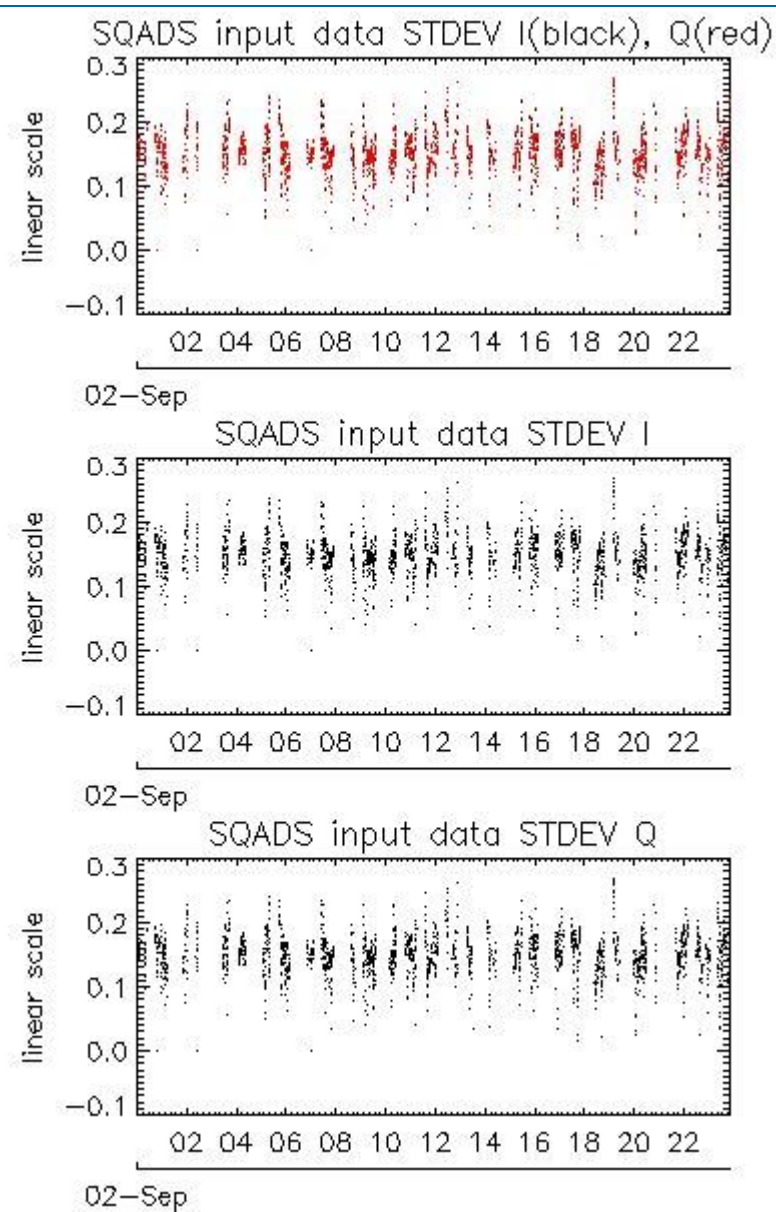 SQADS input data STDEV I(black), Q(red)
0.3
0.2
0.1
0.0
−0.1
linear scale
02 04 06 08 10 12 14 16 18 20 22
02−Sep
SQADS input data STDEV I
0.3
0.2
0.1
0.0
−0.1
linear scale
02 04 06 08 10 12 14 16 18 20 22
02−Sep
SQADS input data STDEV Q
0.3
0.2
0.1
0.0
−0.1
linear scale
02 04 06 08 10 12 14 16 18 20 22
02−Sep